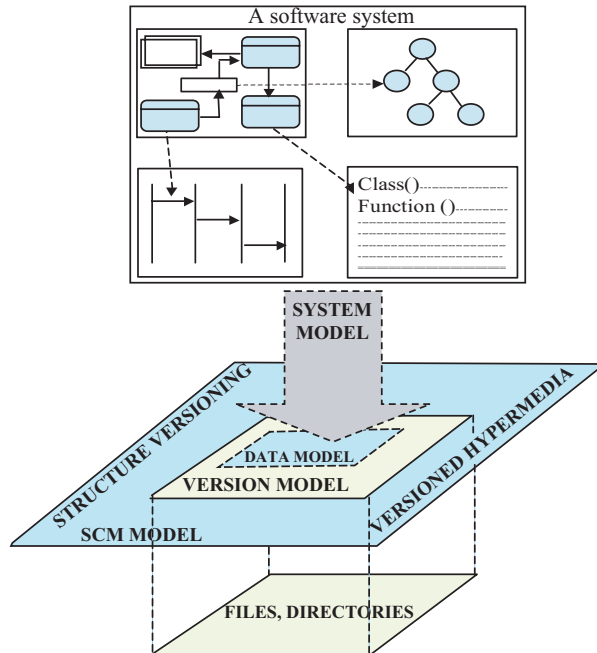 A software system
Class()
Function ()
SYSTEM
MODEL
STRUCTURE VERSIONING
VERSIONED HYPERMEDIA
DATA MODEL
VERSION MODEL
SCM MODEL
FILES, DIRECTORIES